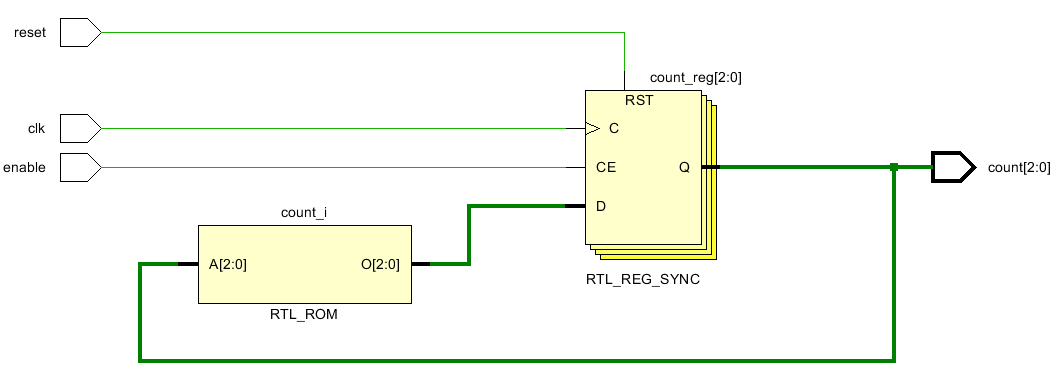 reset
count_reg[2:0]
RST
clk
C
enable
CE
Q
count[2:0]
D
count_i
A[2:0]
O[2:0]
RTL_REG_SYNC
RTL_ROM